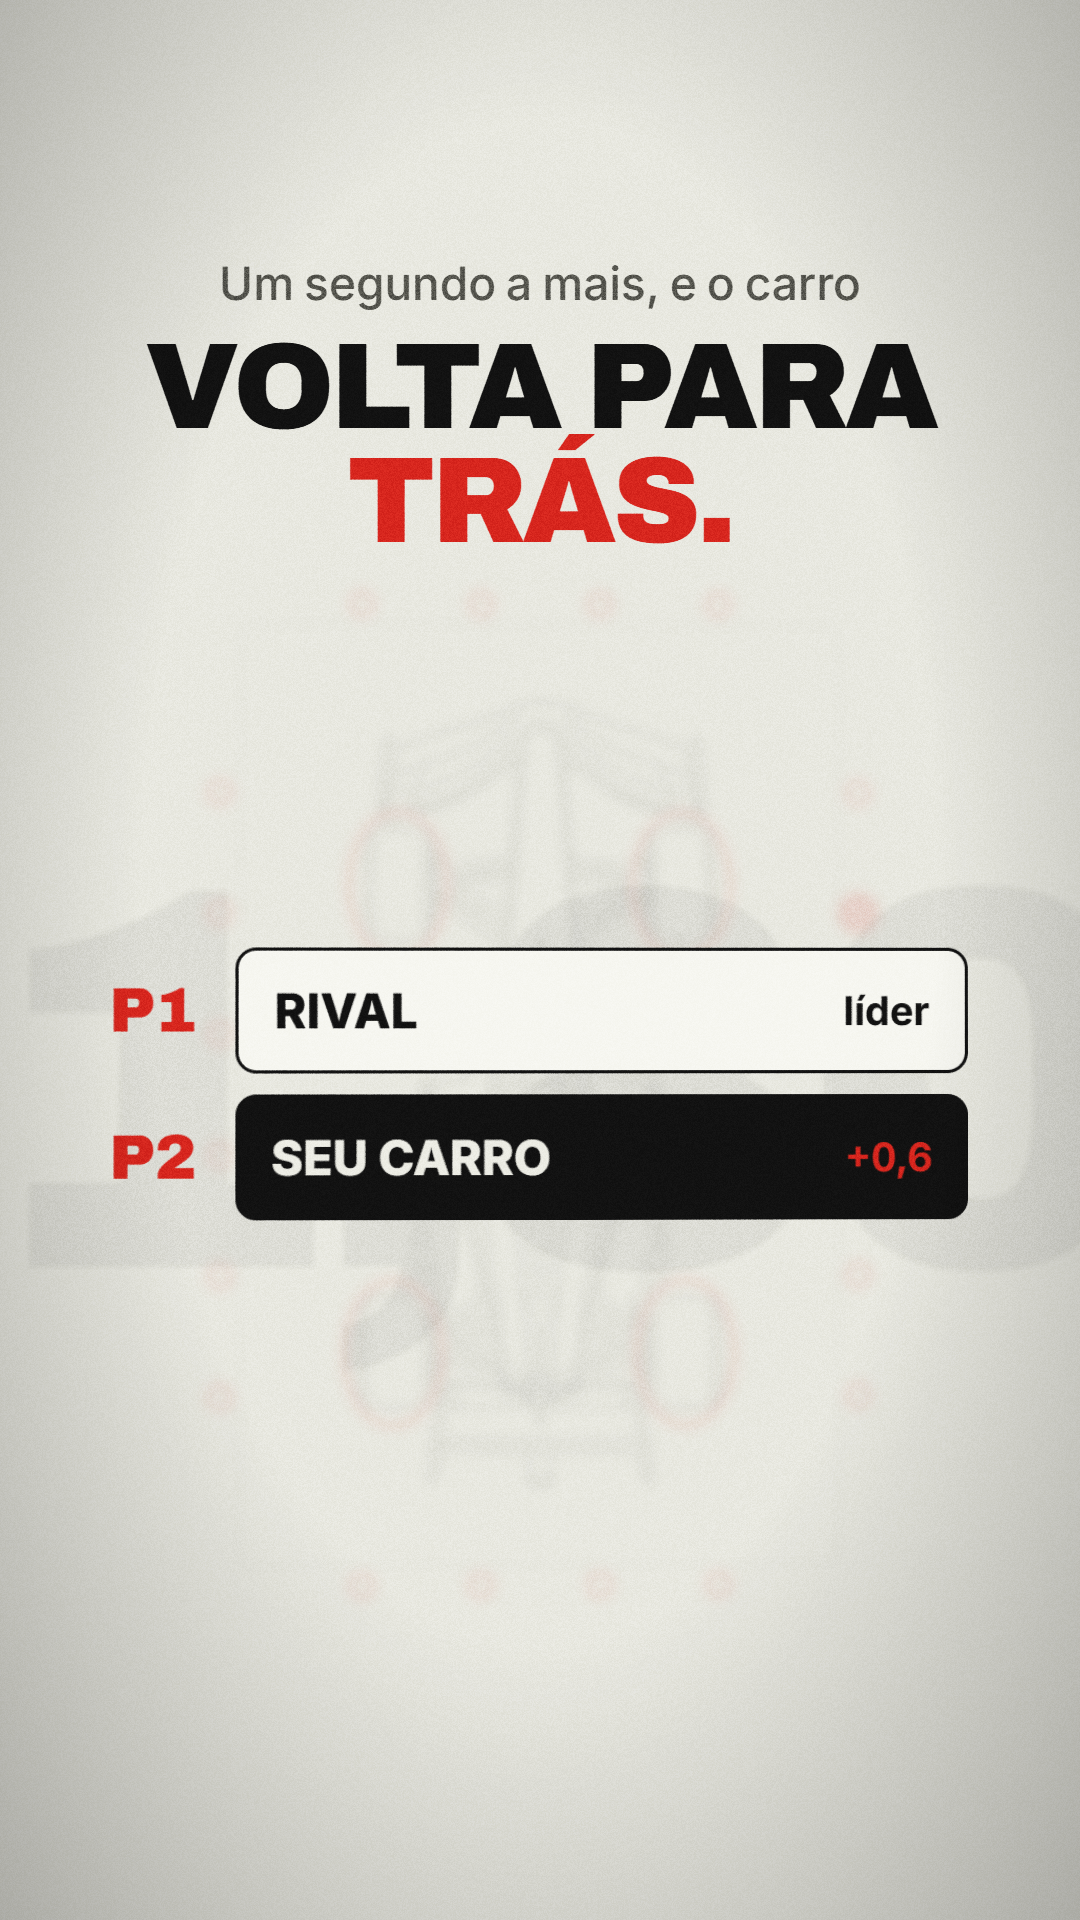 Um segundo a mais, e o carro
VOLTA PARA
TRÁS.
P1 RIVAL líder
P2 SEU CARRO +0,6